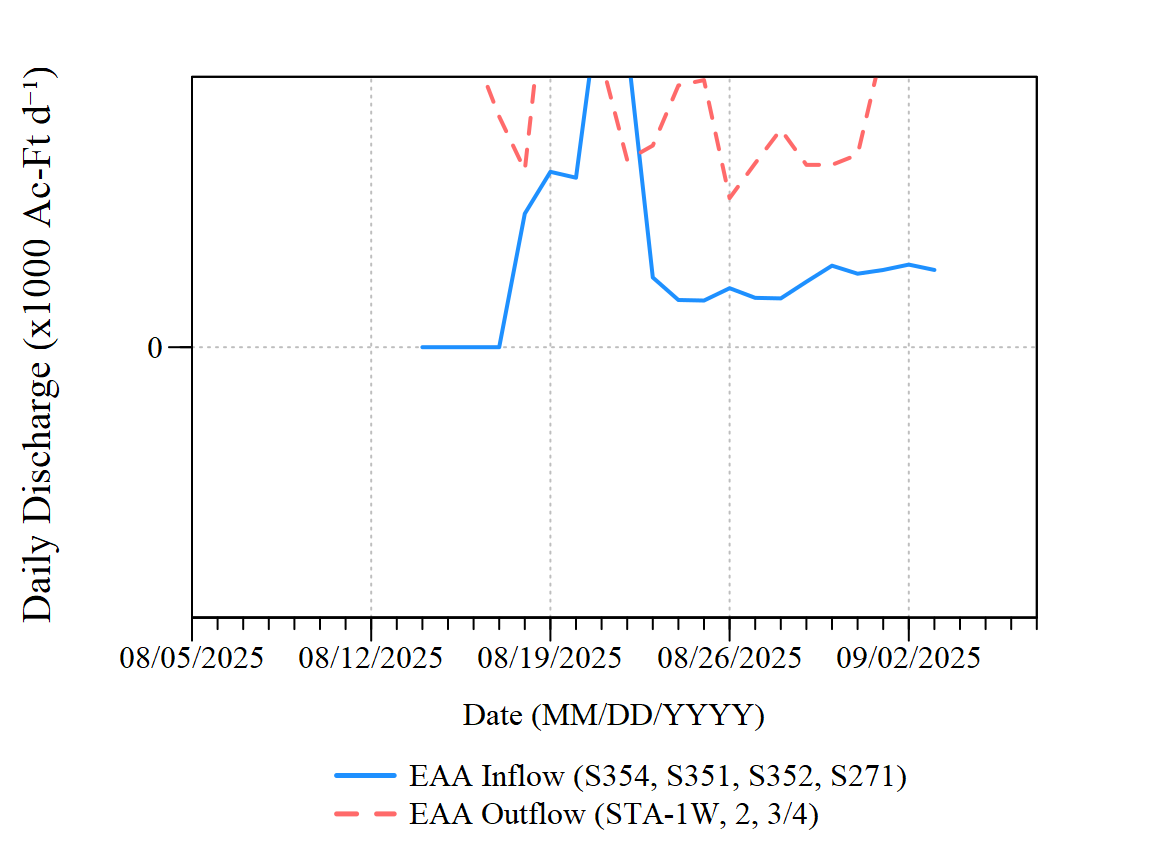 Daily Discharge (x1000 Ac-Ft d⁻¹)
0
08/05/2025 08/12/2025 08/19/2025 08/26/2025 09/02/2025
Date (MM/DD/YYYY)
EAA Inflow (S354, S351, S352, S271)
EAA Outflow (STA-1W, 2, 3/4)